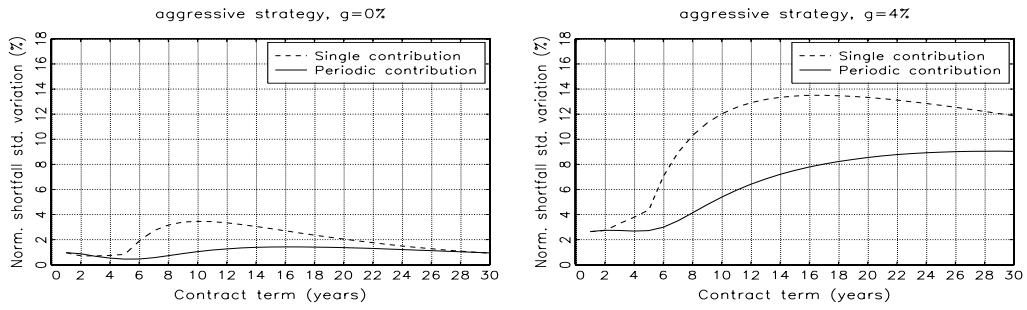 aggressive strategy, g=0%
Norm. shortfall std. variation (%)
18
16
14
12
10
8
6
4
2
0
Single contribution
Periodic contribution
0 2 4 6 8 10 12 14 16 18 20 22 24 26 28 30
Contract term (years)
aggressive strategy, g=4%
Norm. shortfall std. variation (%)
18
16
14
12
10
8
6
4
2
0
Single contribution
Periodic contribution
0 2 4 6 8 10 12 14 16 18 20 22 24 26 28 30
Contract term (years)